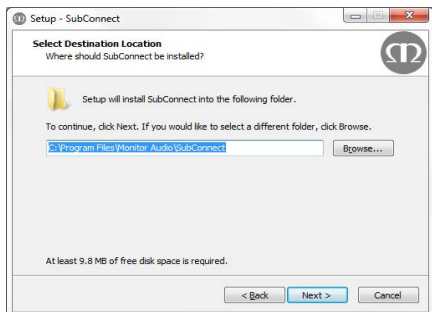 Setup - SubConnect
Select Destination Location
Where should SubConnect be installed?
Setup will install SubConnect into the following folder.
To continue, click Next. If you would like to select a different folder, click Browse.
C:\Program Files\Monitor Audio\SubConnect
Browse...
At least 9.8 MB of free disk space is required.
< Back
Next >
Cancel